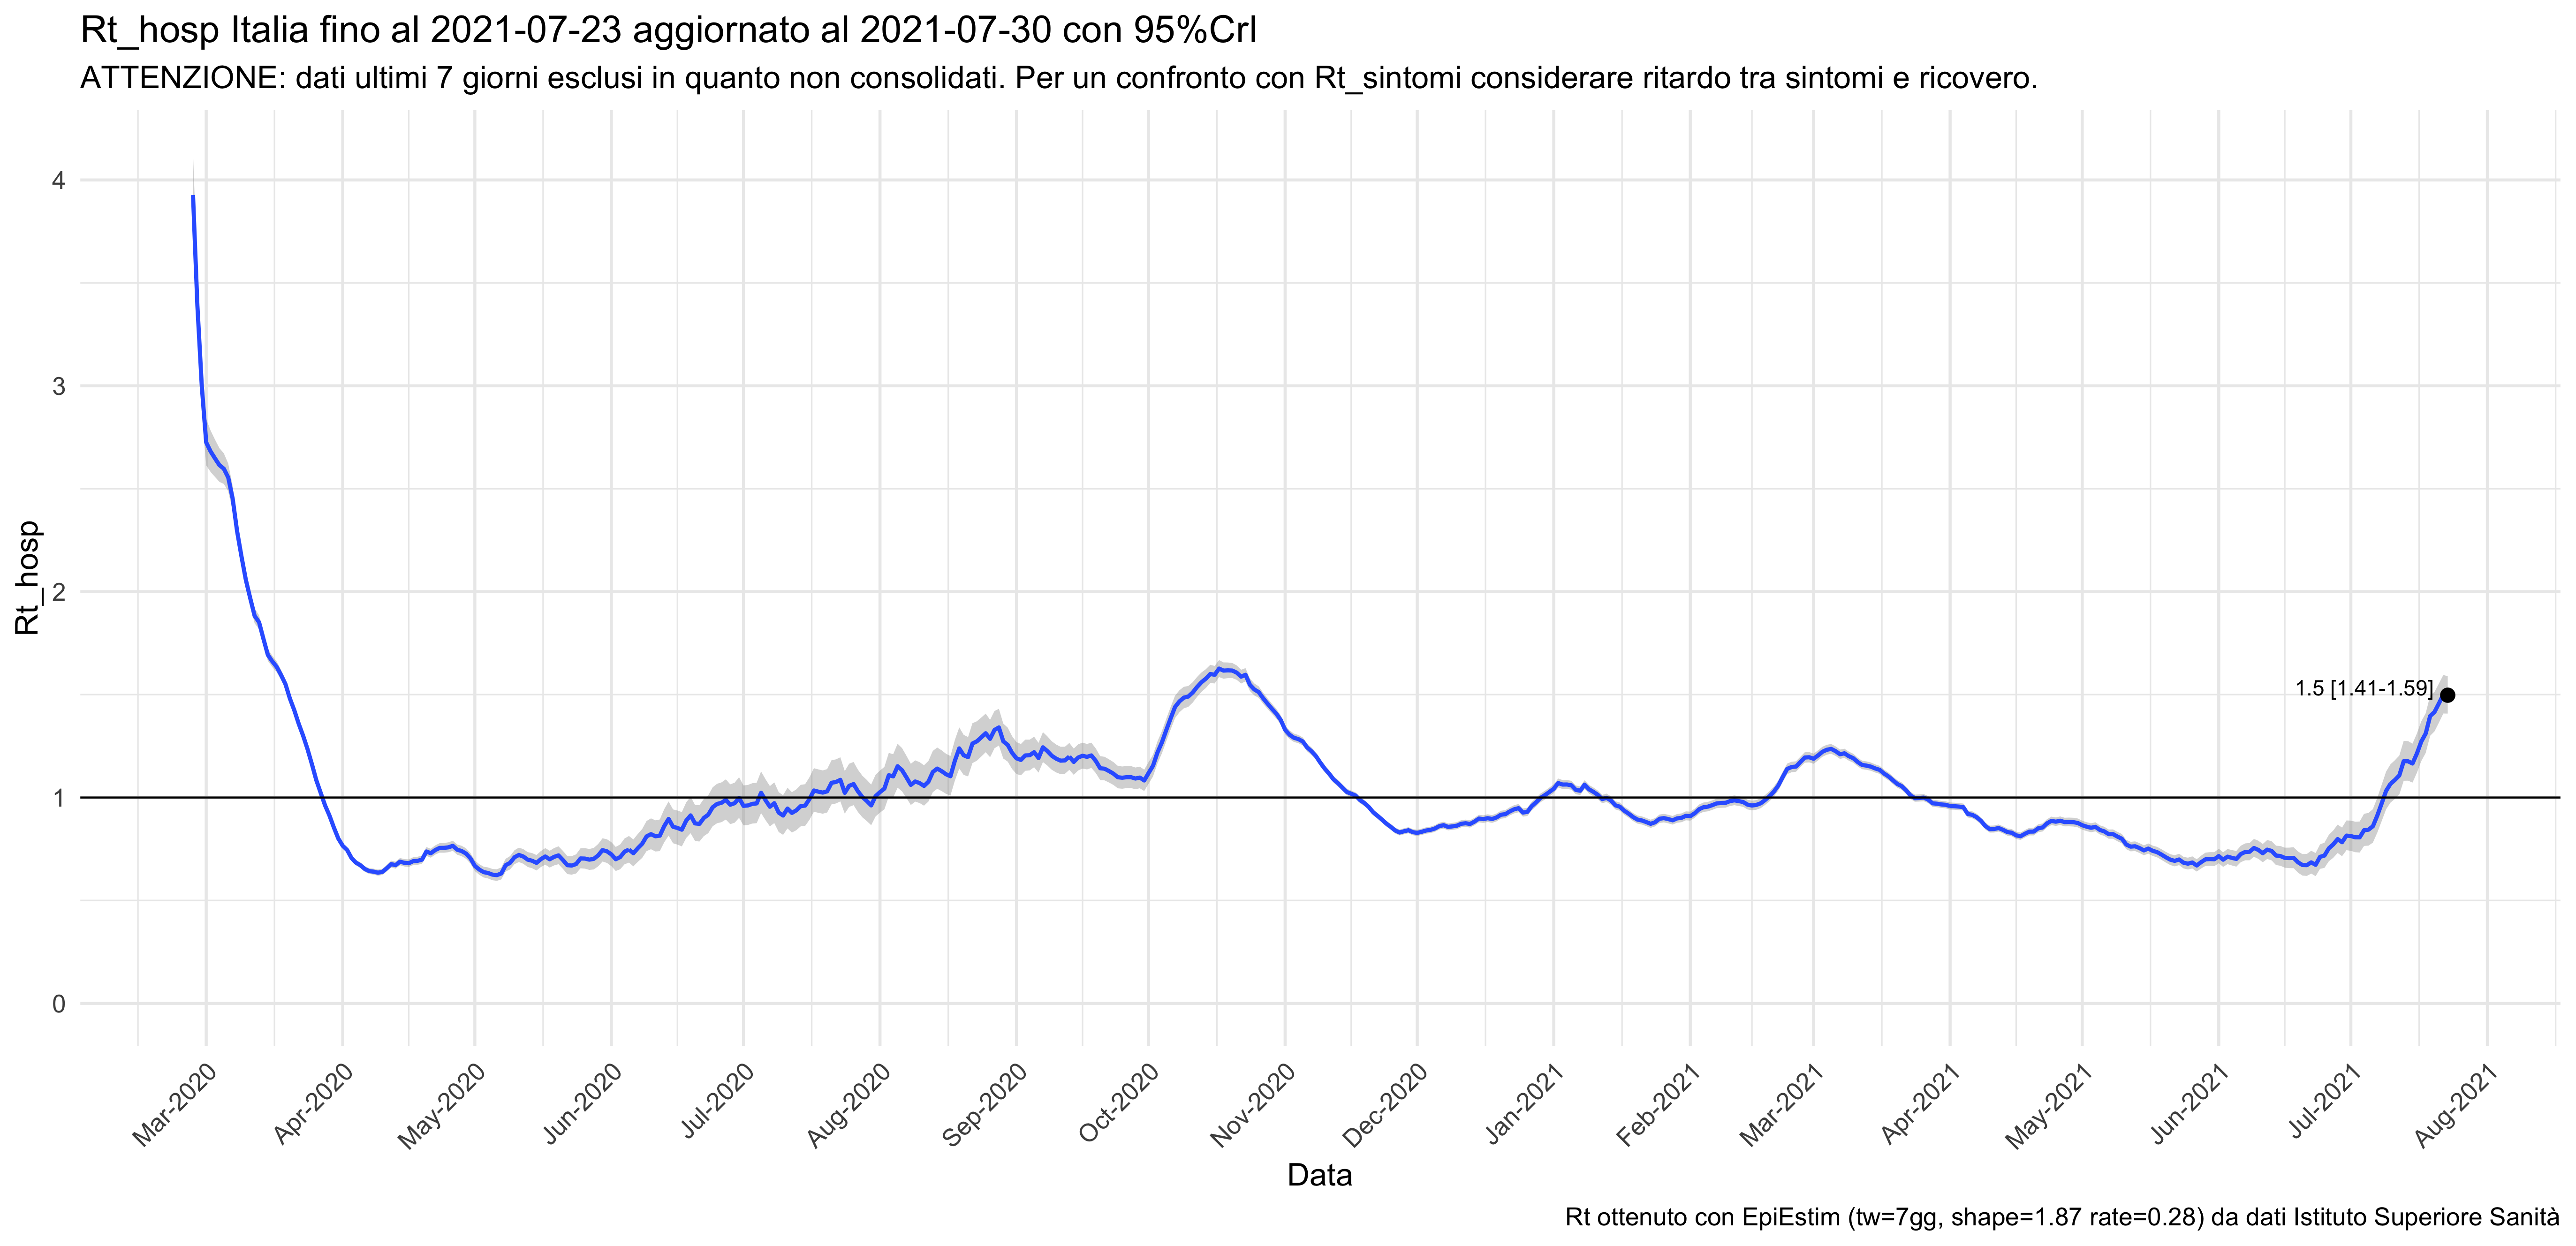 Rt_hosp Italia fino al 2021-07-23 aggiornato al 2021-07-30 con 95%CrI
ATTENZIONE: dati ultimi 7 giorni esclusi in quanto non consolidati. Per un confronto con Rt_sintomi considerare ritardo tra sintomi e ricovero.
Rt_hosp
4
3
2
1
0
1.5 [1.41-1.59]
Mar-2020
Apr-2020
May-2020
Jun-2020
Jul-2020
Aug-2020
Sep-2020
Oct-2020
Nov-2020
Dec-2020
Jan-2021
Feb-2021
Mar-2021
Apr-2021
May-2021
Jun-2021
Jul-2021
Aug-2021
Data
Rt ottenuto con EpiEstim (tw=7gg, shape=1.87 rate=0.28) da dati Istituto Superiore Sanità